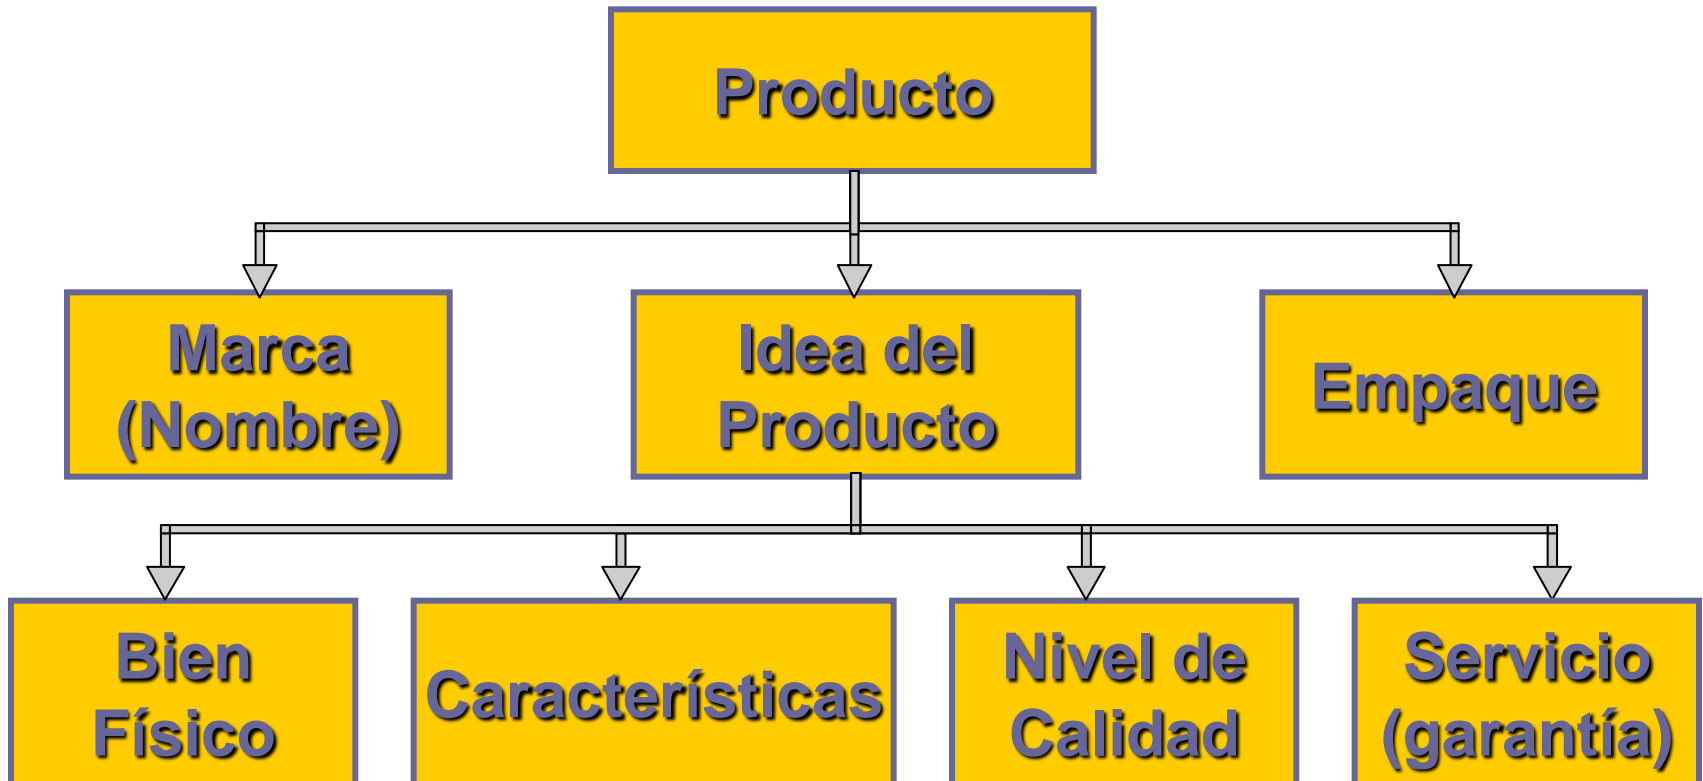 Producto
Marca
(Nombre)
Idea del
Producto
Empaque
Bien
Físico
Características
Nivel de
Calidad
Servicio
(garantía)